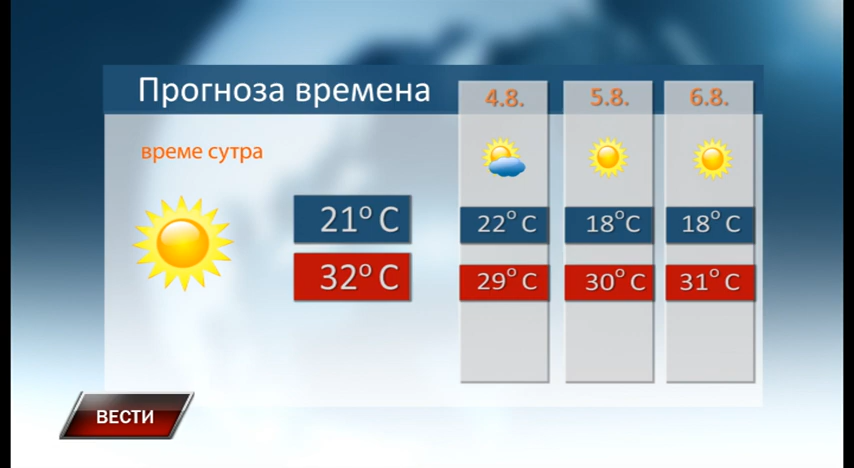 Прогноза времена
време сутра
21° C
32° C
4.8.
22° C
29° C
5.8.
18°C
30° C
6.8.
18° C
31° C
ВЕСТИ